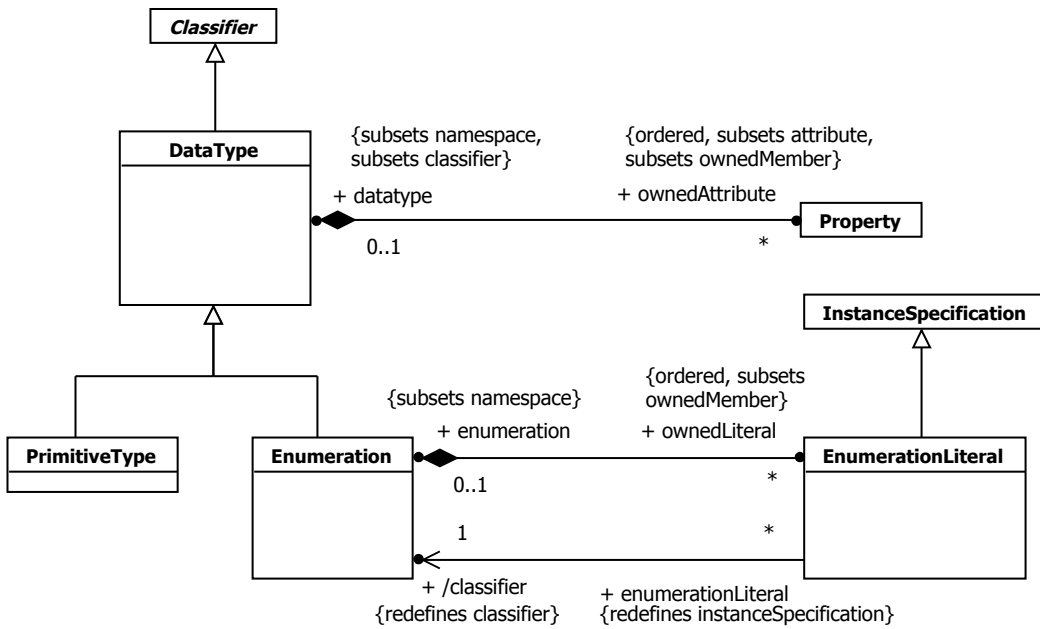 Classifier
{subsets namespace,
subsets classifier}
{ordered, subsets attribute,
subsets ownedMember}
DataType
+ datatype
+ ownedAttribute
Property
0..1
*
InstanceSpecification
{ordered, subsets
ownedMember}
{subsets namespace}
+ enumeration
+ ownedLiteral
PrimitiveType
Enumeration
EnumerationLiteral
0..1
*
1
*
+ /classifier
{redefines classifier}
+ enumerationLiteral
{redefines instanceSpecification}